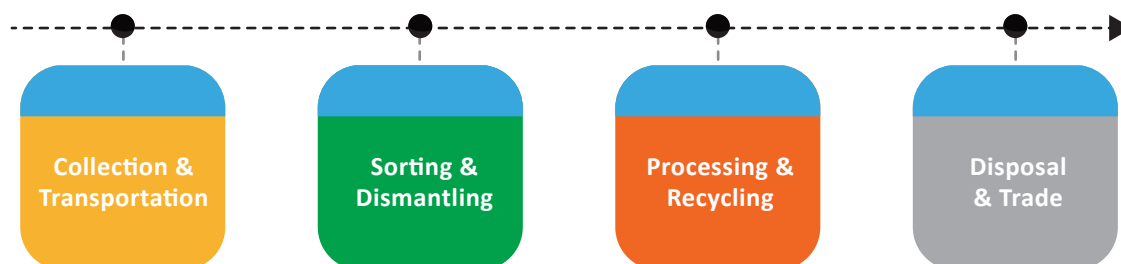 Collection &
Transportation
Sorting &
Dismantling
Processing &
Recycling
Disposal
& Trade